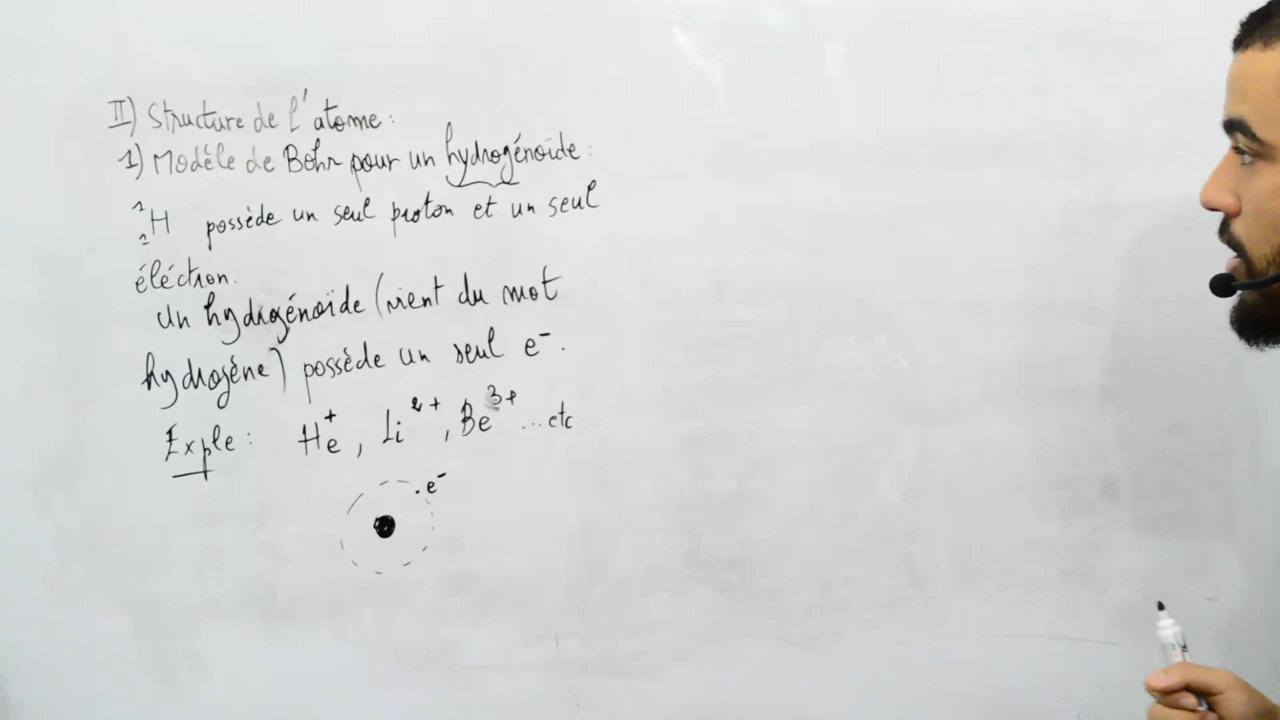 II) Structure de l'atome:
1) Modèle de Bohr pour un hydrogénoïde:
¹₁H possède un seul proton et un seul
éléctron.
Un hydrogénoïde (vient du mot
hydrogène) possède un seul e⁻.
Exple: He⁺, Li²⁺, Be³⁺ ...etc
.e⁻